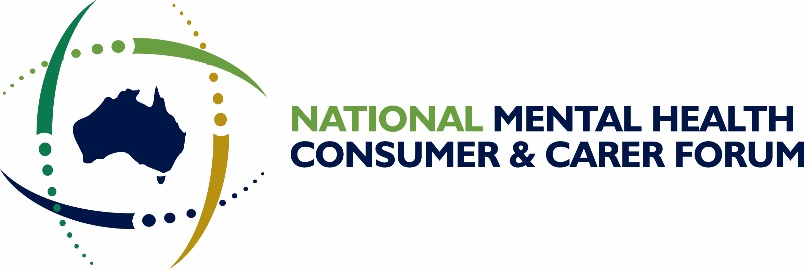 NATIONAL MENTAL HEALTH
CONSUMER & CARER FORUM